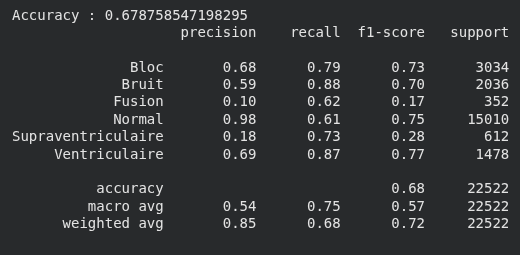 Accuracy : 0.678758547198295
precision recall f1-score support
Bloc 0.68 0.79 0.73 3034
Bruit 0.59 0.88 0.70 2036
Fusion 0.10 0.62 0.17 352
Normal 0.98 0.61 0.75 15010
Supraventriculaire 0.18 0.73 0.28 612
Ventriculaire 0.69 0.87 0.77 1478
accuracy 0.68 22522
macro avg 0.54 0.75 0.57 22522
weighted avg 0.85 0.68 0.72 22522